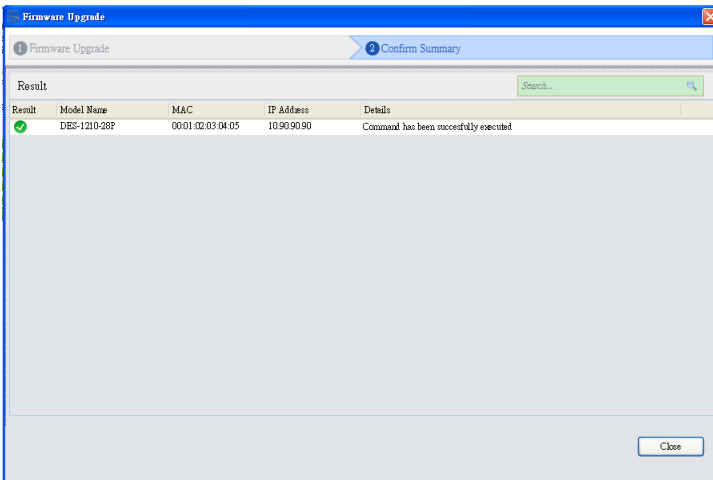 Firmware Upgrade
1 Firmware Upgrade
2 Confirm Summary
Result
Search...
Result Model Name MAC IP Address Details
DES-1210-28P 00:01:02:03:04:05 10.90.90.90 Command has been succesfully executed
Close